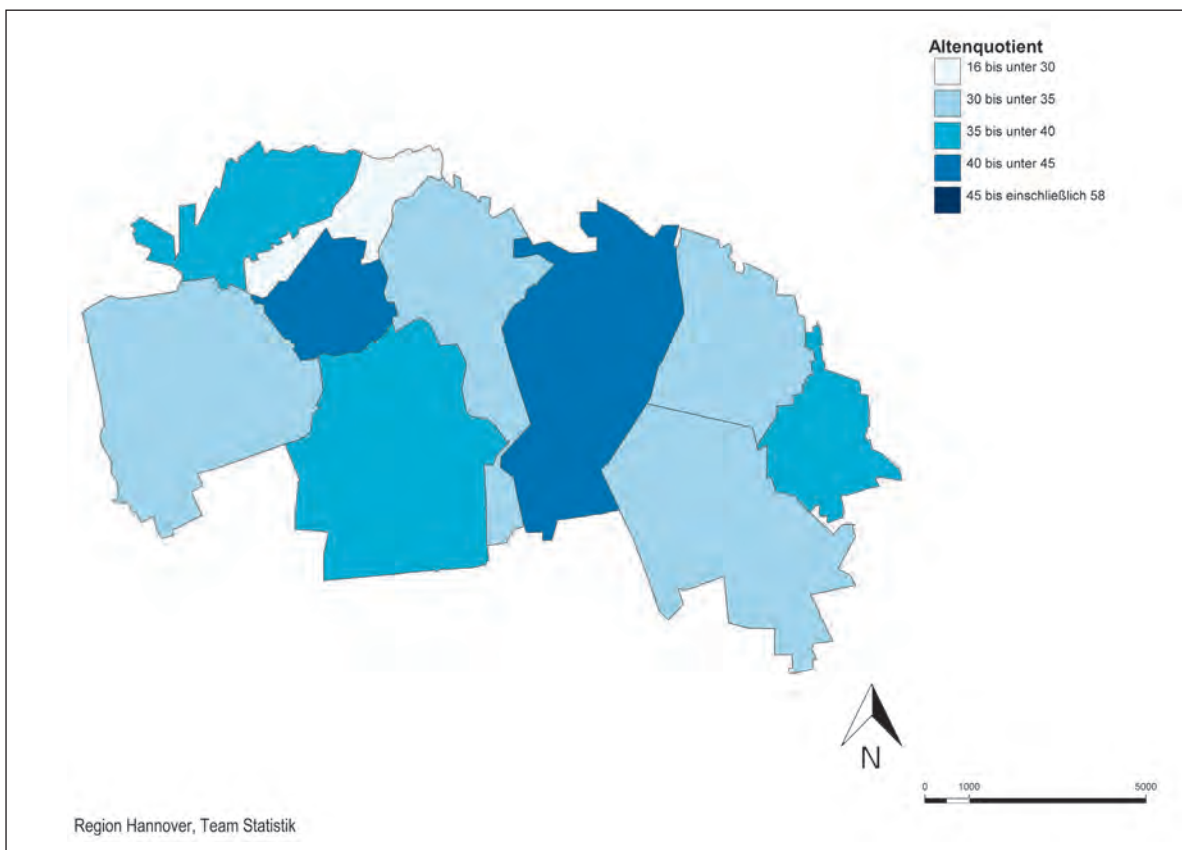 Altenquotient
16 bis unter 30
30 bis unter 35
35 bis unter 40
40 bis unter 45
45 bis einschließlich 58
N
0 1000 5000
Region Hannover, Team Statistik